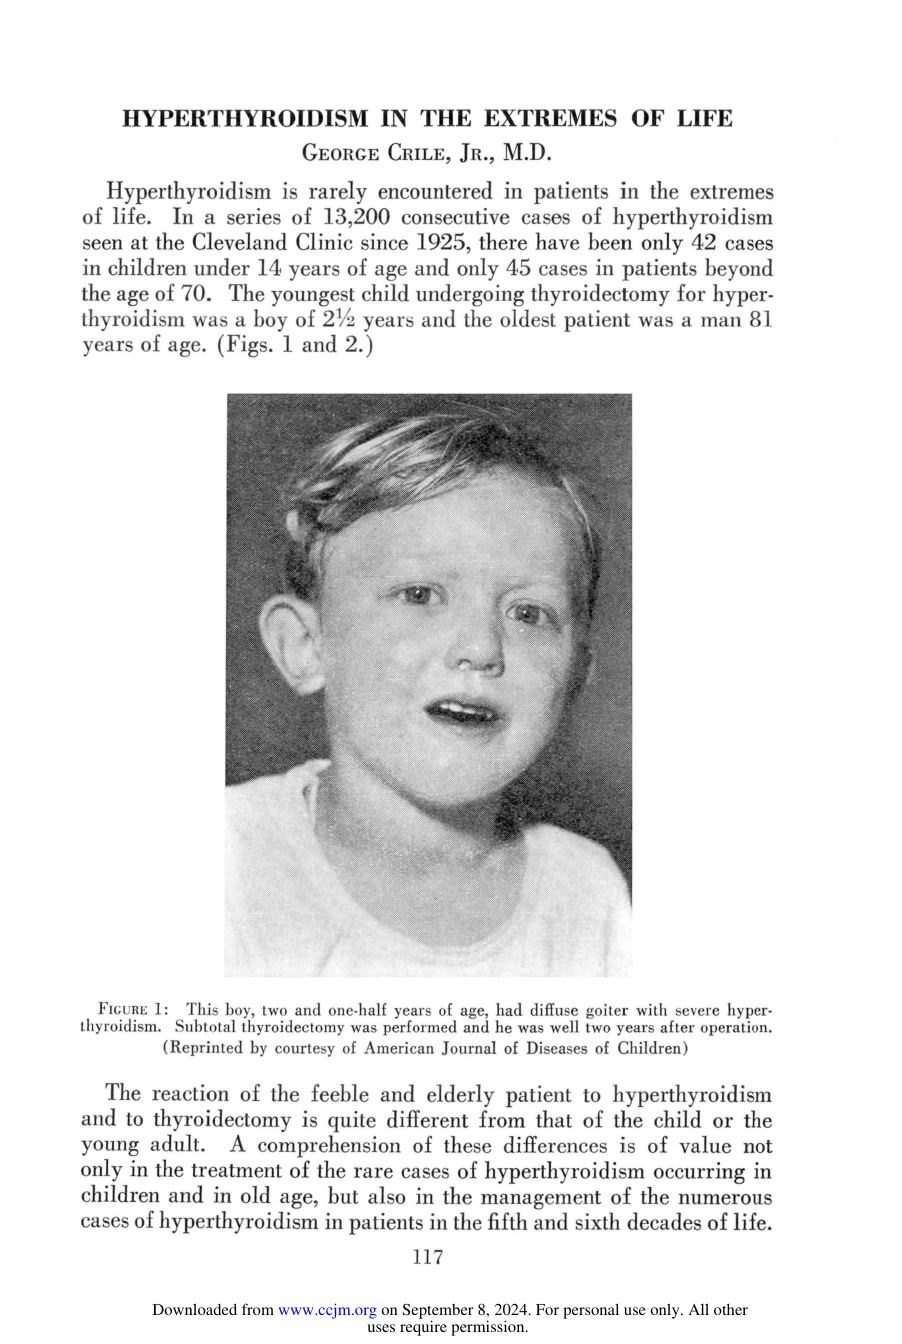 HYPERTHYROIDISM IN THE EXTREMES OF LIFE
GEORGE CRILE, JR., M.D.
Hyperthyroidism is rarely encountered in patients in the extremes
of life. In a series of 13,200 consecutive cases of hyperthyroidism
seen at the Cleveland Clinic since 1925, there have been only 42 cases
in children under 14 years of age and only 45 cases in patients beyond
the age of 70. The youngest child undergoing thyroidectomy for hyper-
thyroidism was a boy of 2½ years and the oldest patient was a man 81
years of age. (Figs. 1 and 2.)
FIGURE 1: This boy, two and one-half years of age, had diffuse goiter with severe hyper-
thyroidism. Subtotal thyroidectomy was performed and he was well two years after operation.
(Reprinted by courtesy of American Journal of Diseases of Children)
The reaction of the feeble and elderly patient to hyperthyroidism
and to thyroidectomy is quite different from that of the child or the
young adult. A comprehension of these differences is of value not
only in the treatment of the rare cases of hyperthyroidism occurring in
children and in old age, but also in the management of the numerous
cases of hyperthyroidism in patients in the fifth and sixth decades of life.
117
Downloaded from www.ccjm.org on September 8, 2024. For personal use only. All other
uses require permission.